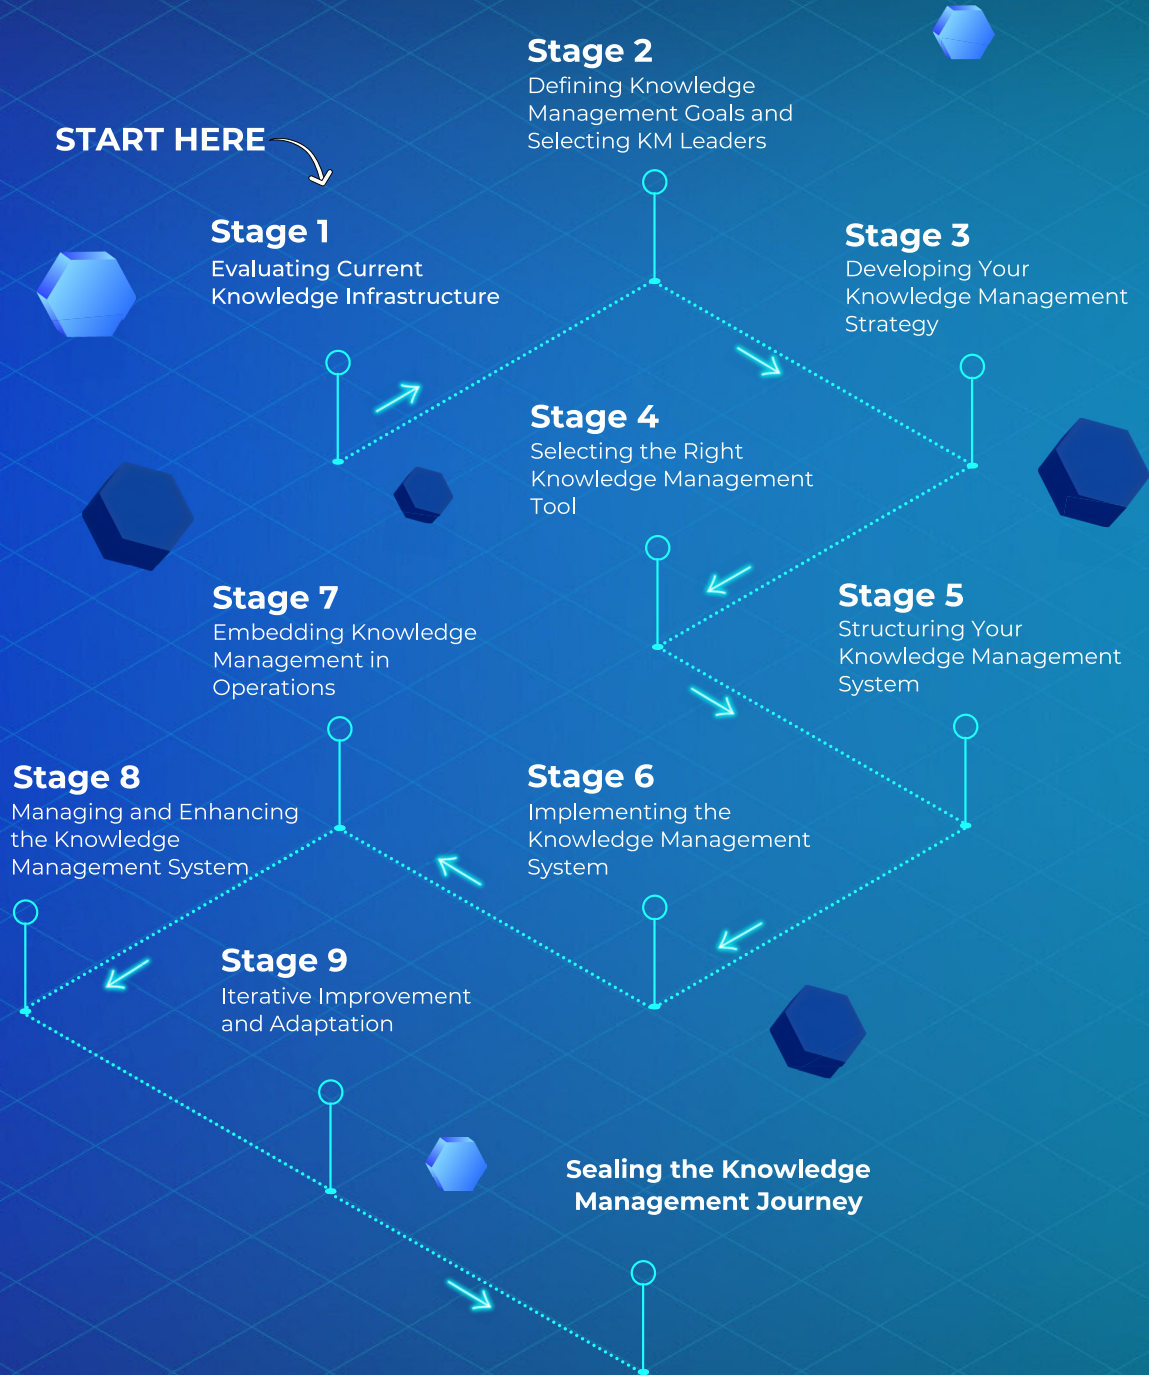 START HERE
Stage 1
Evaluating Current
Knowledge Infrastructure
Stage 2
Defining Knowledge
Management Goals and
Selecting KM Leaders
Stage 3
Developing Your
Knowledge Management
Strategy
Stage 4
Selecting the Right
Knowledge Management
Tool
Stage 5
Structuring Your
Knowledge Management
System
Stage 6
Implementing the
Knowledge Management
System
Stage 7
Embedding Knowledge
Management in
Operations
Stage 8
Managing and Enhancing
the Knowledge
Management System
Stage 9
Iterative Improvement
and Adaptation
Sealing the Knowledge
Management Journey